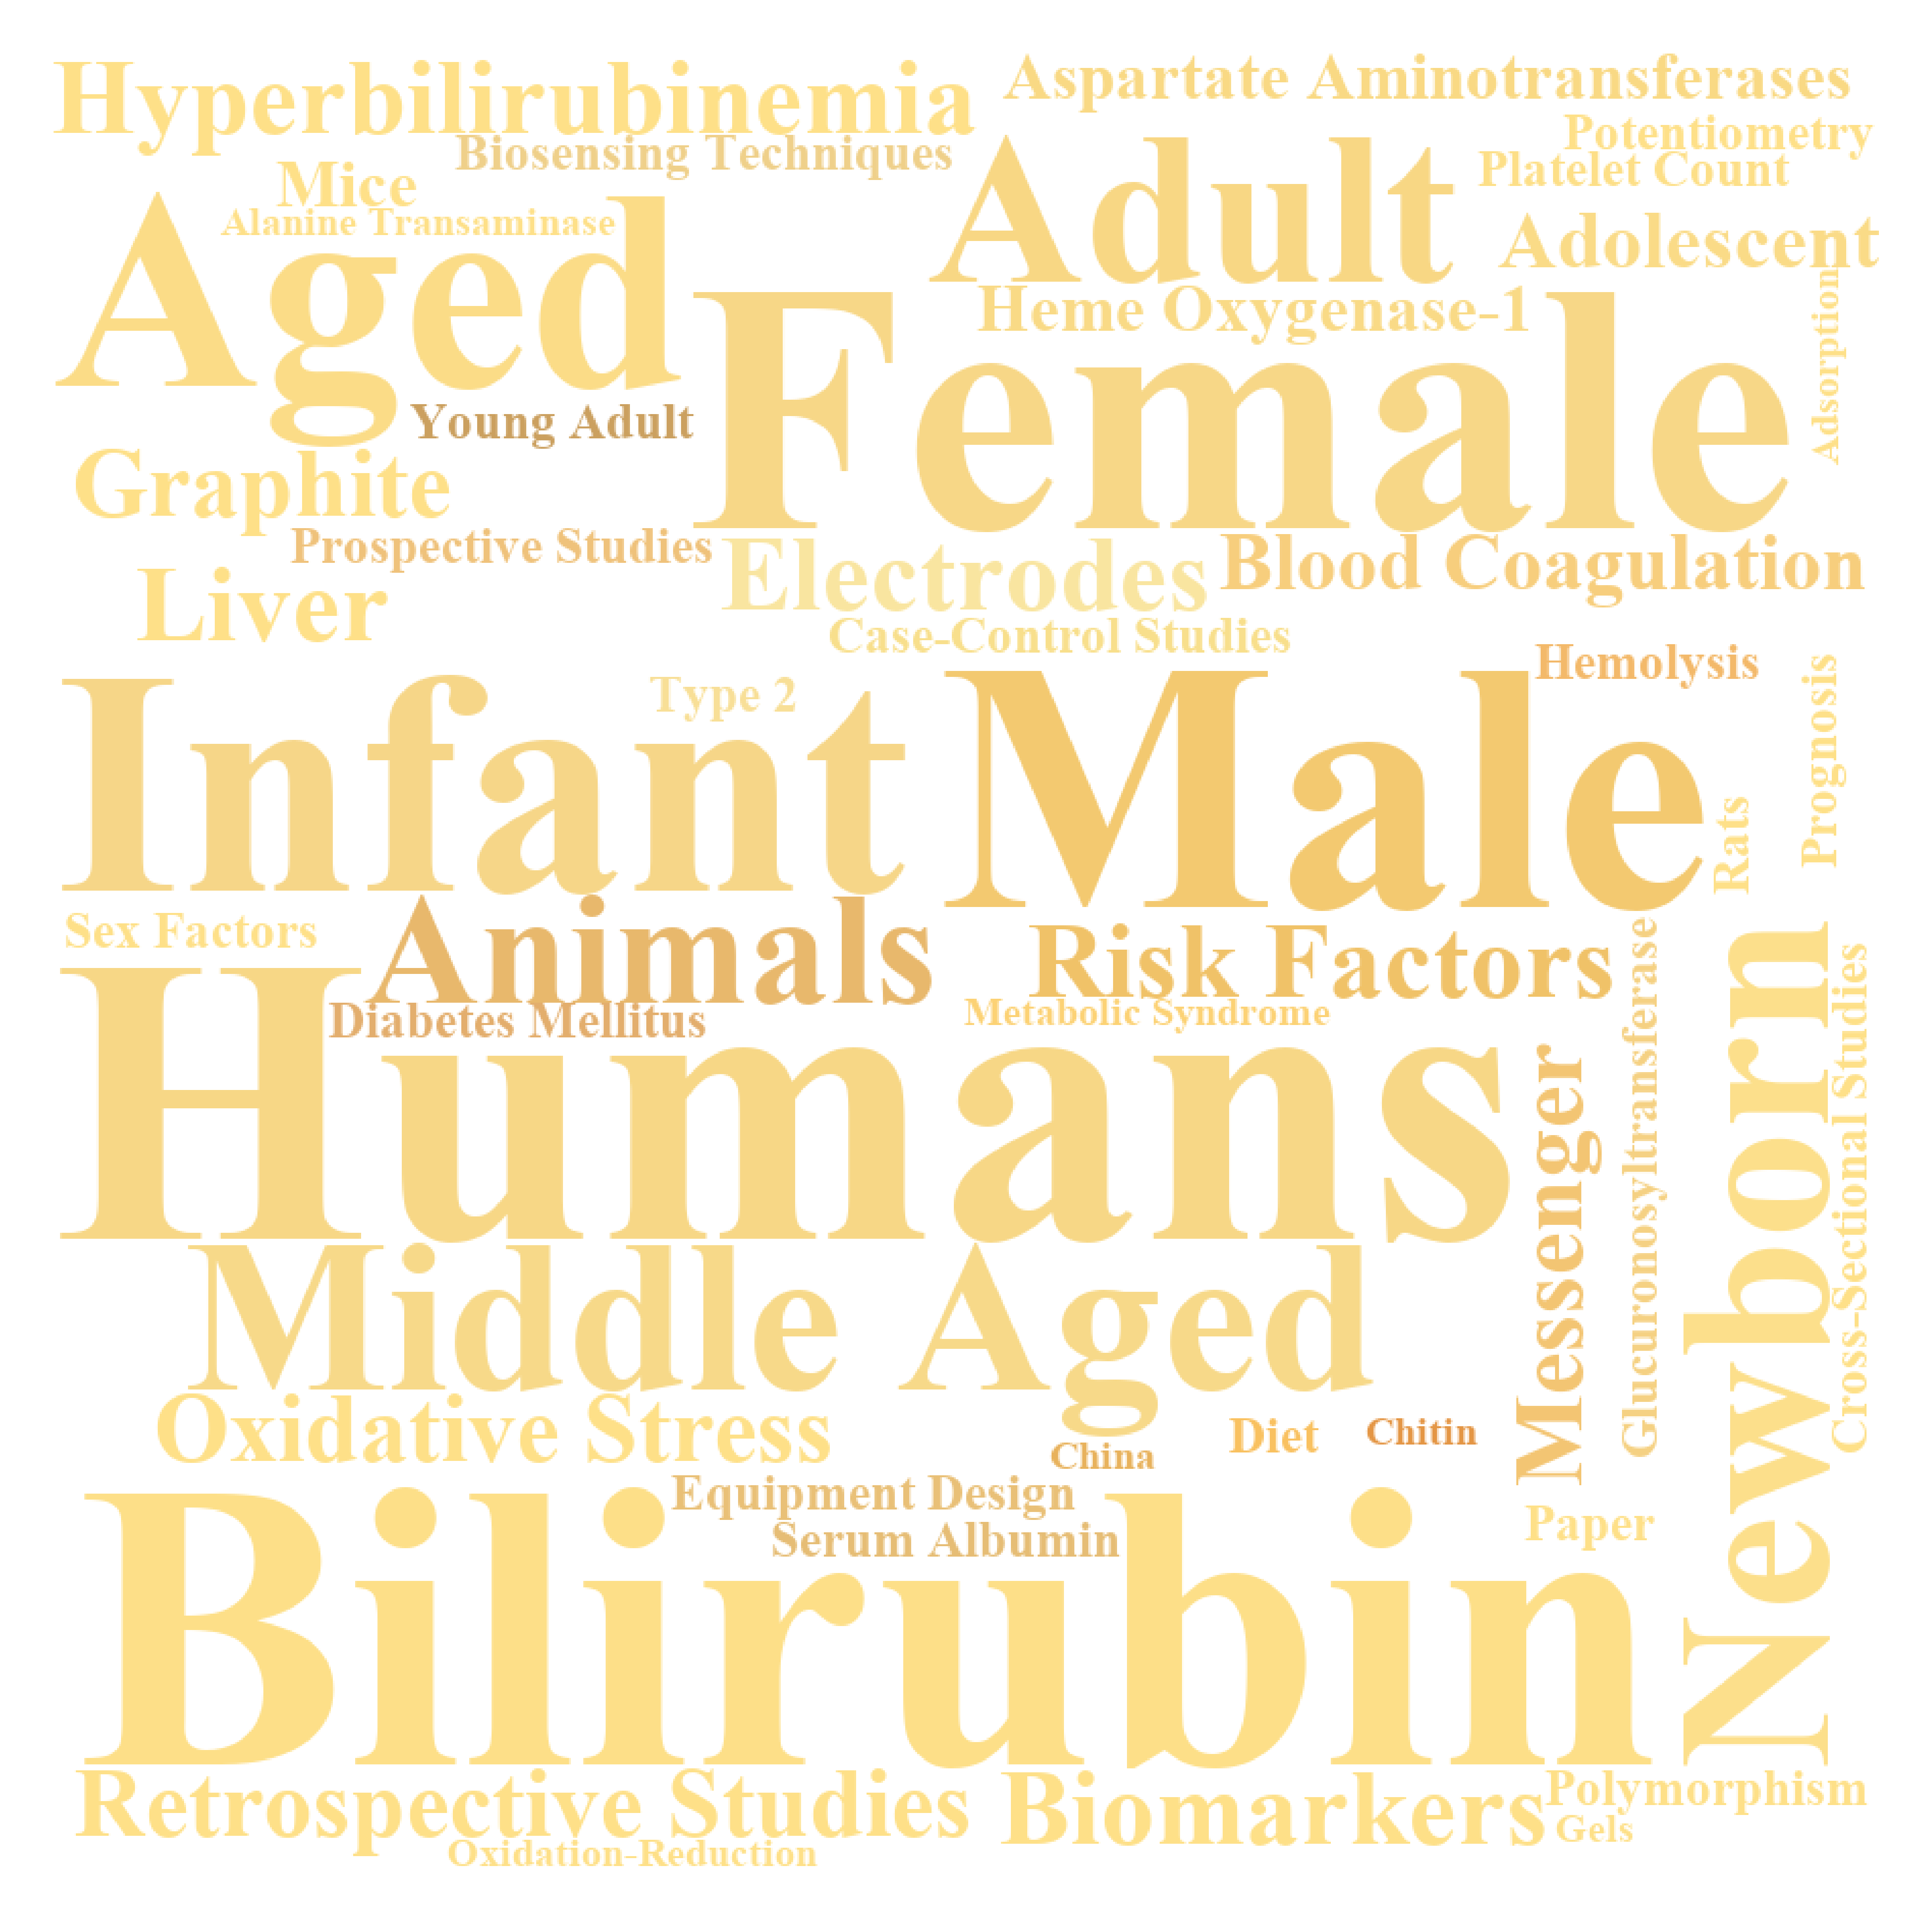 Hyperbilirubinemia
Aspartate Aminotransferases
Biosensing Techniques
Potentiometry
Platelet Count
Mice
Alanine Transaminase
Adult
Adolescent
Aged
Heme Oxygenase-1
Adsorption
Female
Young Adult
Graphite
Prospective Studies
Electrodes
Blood Coagulation
Liver
Case-Control Studies
Hemolysis
Prognosis
Type 2
Infant
Male
Rats
Sex Factors
Animals
Risk Factors
Diabetes Mellitus
Metabolic Syndrome
Humans
Messenger
Glucuronosyltransferase
Newborn
Cross-Sectional Studies
Middle Aged
Oxidative Stress
China
Diet
Chitin
Equipment Design
Serum Albumin
Paper
Bilirubin
Retrospective Studies
Biomarkers
Polymorphism
Gels
Oxidation-Reduction